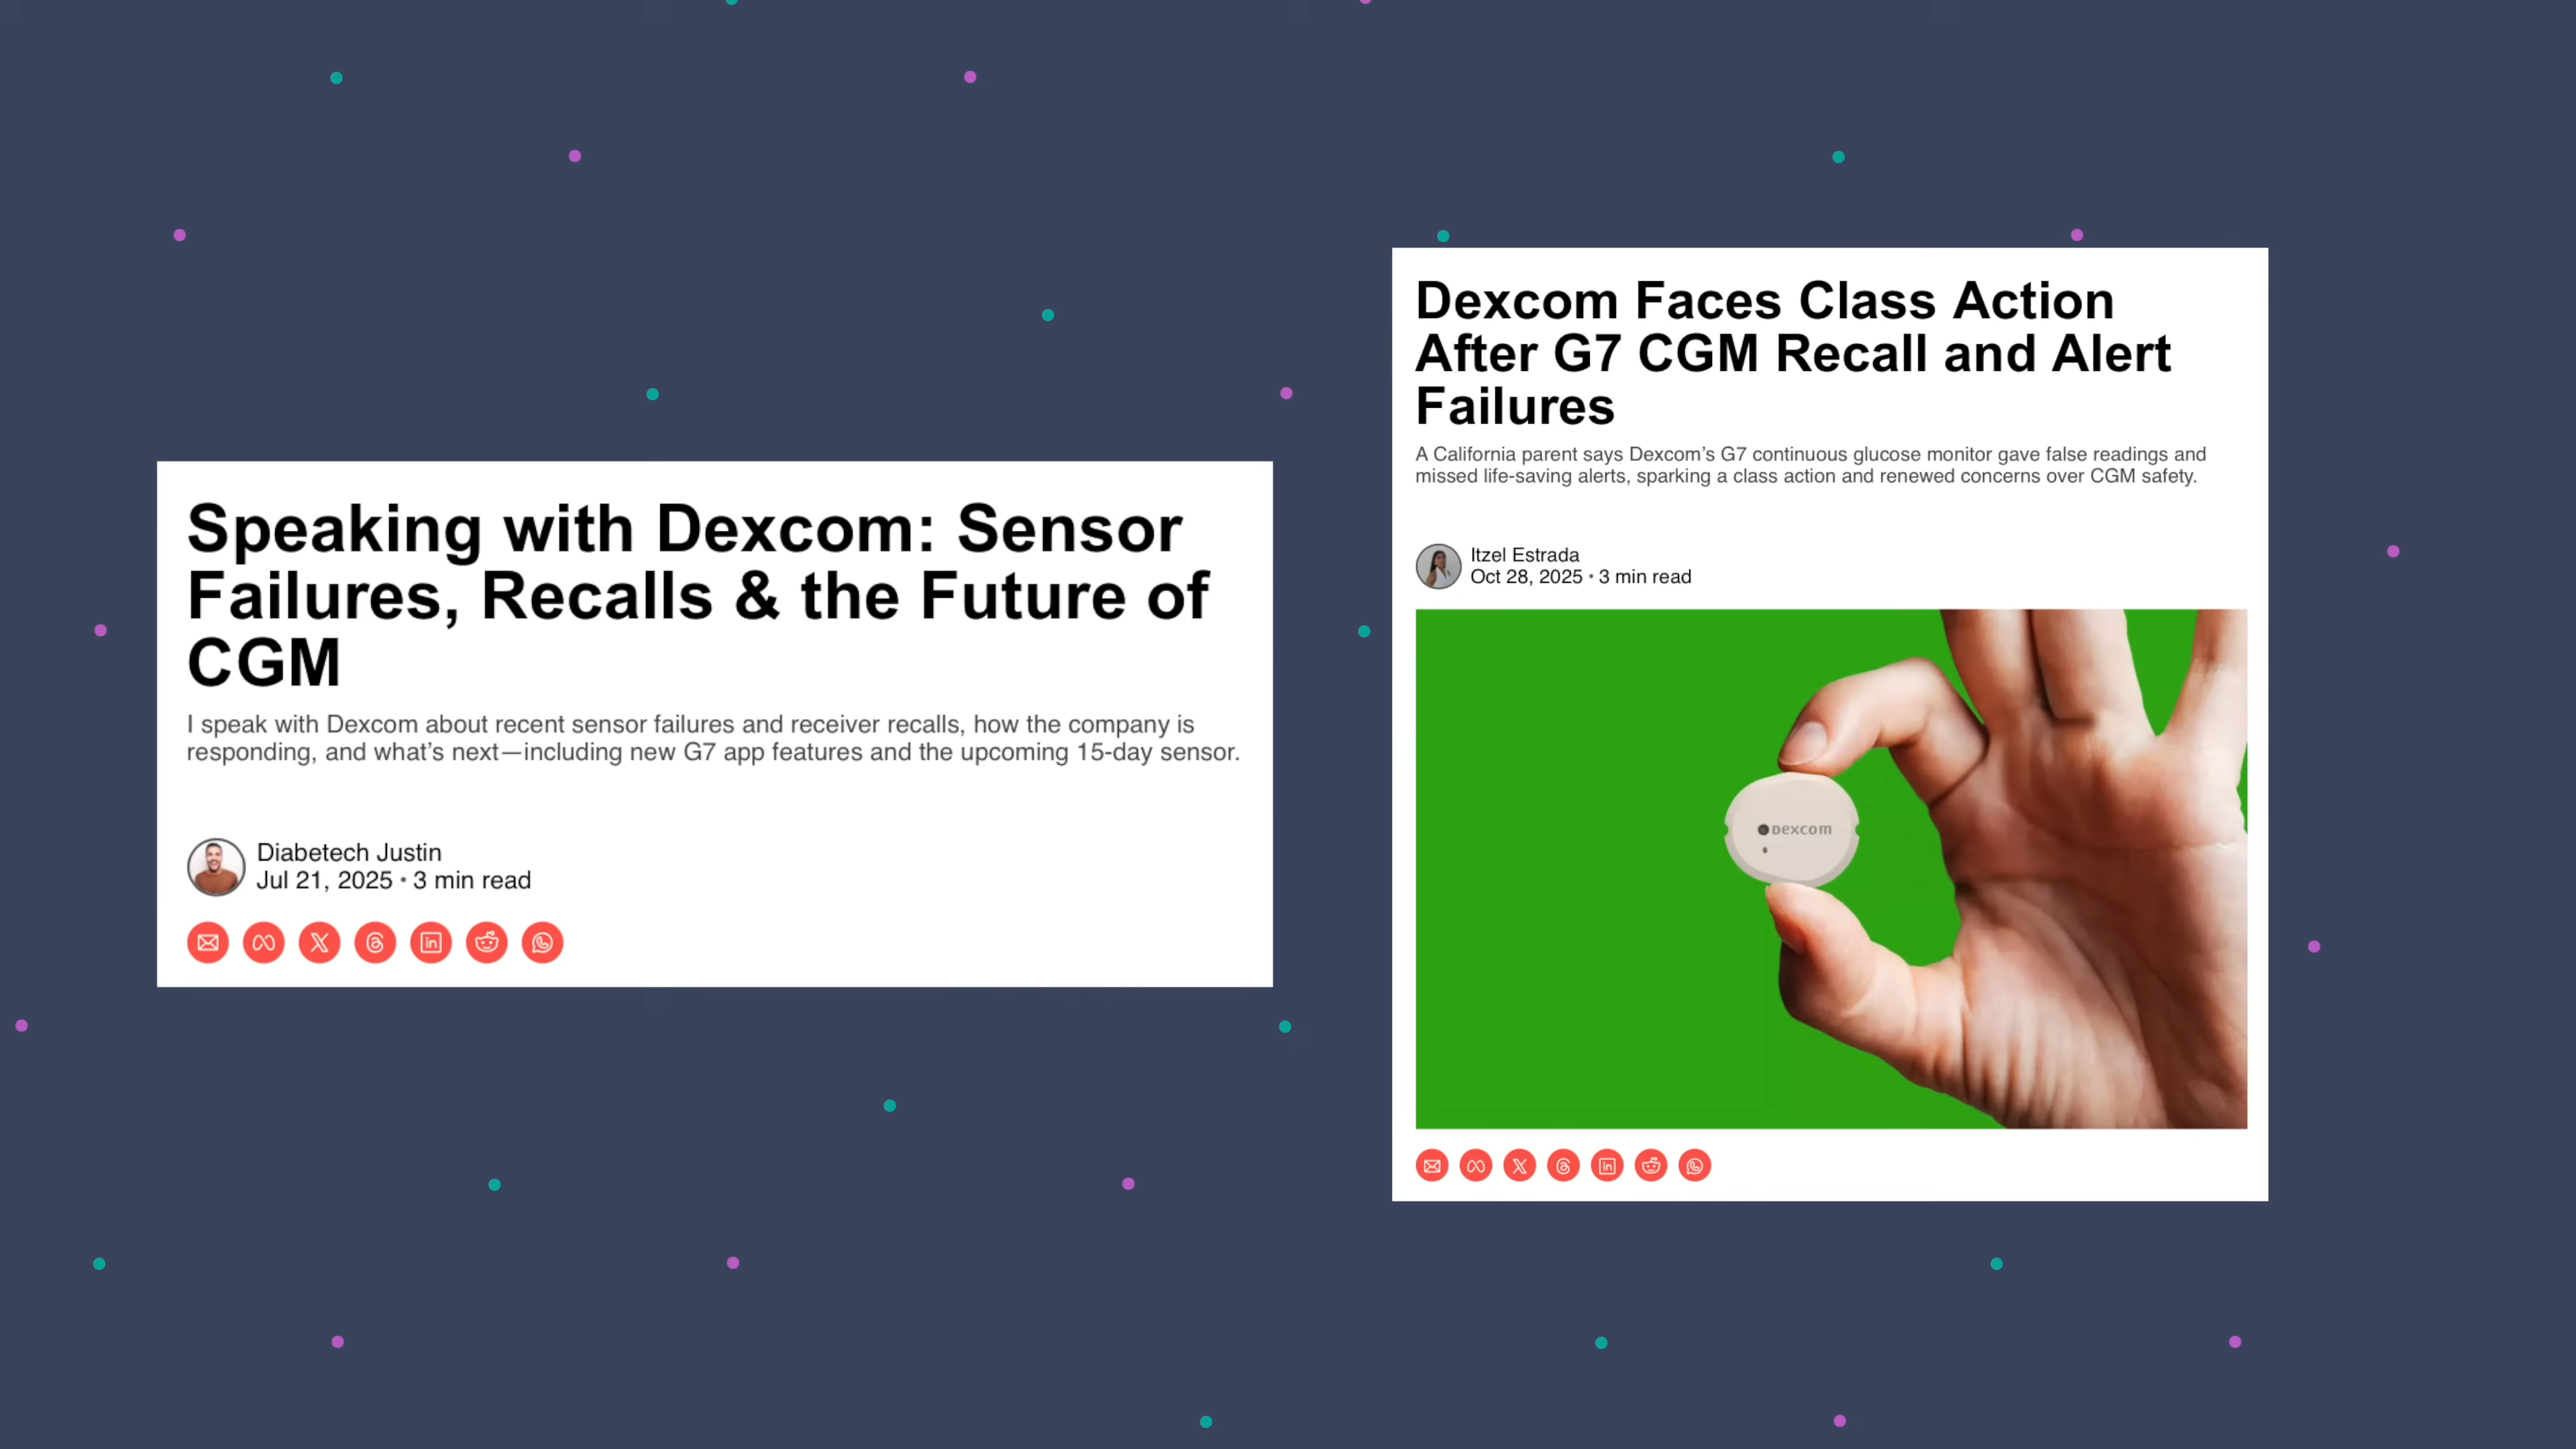 Speaking with Dexcom: Sensor
Failures, Recalls & the Future of
CGM
I speak with Dexcom about recent sensor failures and receiver recalls, how the company is
responding, and what’s next—including new G7 app features and the upcoming 15-day sensor.
Diabetech Justin
Jul 21, 2025 • 3 min read
Dexcom Faces Class Action
After G7 CGM Recall and Alert
Failures
A California parent says Dexcom’s G7 continuous glucose monitor gave false readings and
missed life-saving alerts, sparking a class action and renewed concerns over CGM safety.
Itzel Estrada
Oct 28, 2025 • 3 min read
Dexcom